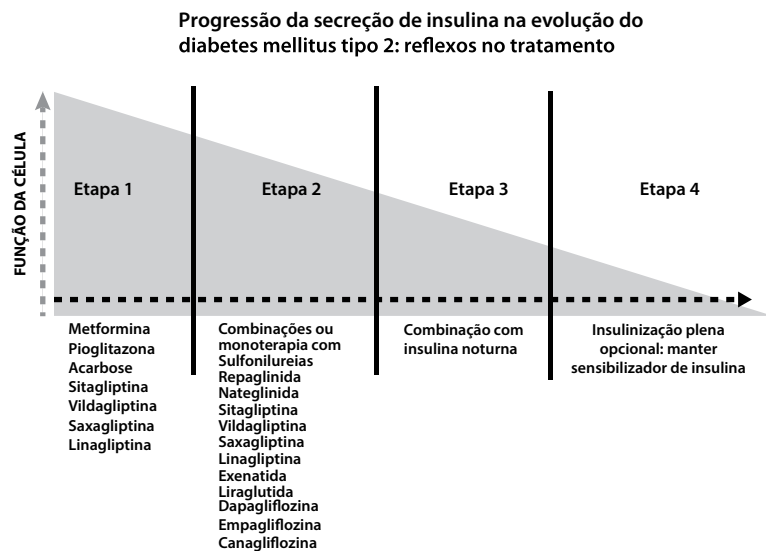 Progressão da secreção de insulina na evolução do
diabetes mellitus tipo 2: reflexos no tratamento
FUNÇÃO DA CÉLULA
Etapa 1
Etapa 2
Etapa 3
Etapa 4
Metformina
Pioglitazona
Acarbose
Sitagliptina
Vildagliptina
Saxagliptina
Linagliptina
Combinações ou
monoterapia com
Sulfonilureias
Repaglinida
Nateglinida
Sitagliptina
Vildagliptina
Saxagliptina
Linagliptina
Exenatida
Liraglutida
Dapagliflozina
Empagliflozina
Canagliflozina
Combinação com
insulina noturna
Insulinização plena
opcional: manter
sensibilizador de insulina